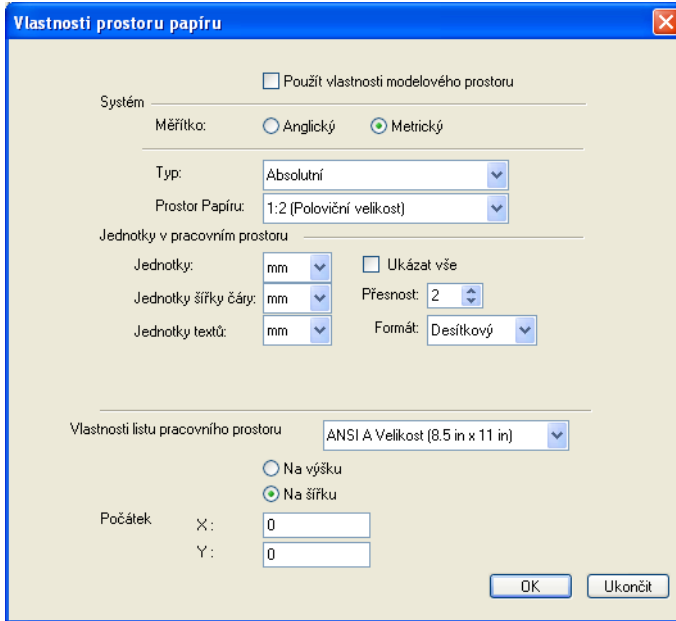 Vlastnosti prostoru papíru
Použít vlastnosti modelového prostoru
Systém
Měřítko: Anglický Metrický
Typ: Absolutní
Prostor Papíru: 1:2 (Poloviční velikost)
Jednotky v pracovním prostoru
Jednotky: mm Ukázat vše
Jednotky šířky čáry: mm Přesnost: 2
Jednotky textů: mm Formát: Desítkový
Vlastnosti listu pracovního prostoru ANSI A Velikost (8.5 in x 11 in)
Na výšku
Na šířku
Počátek X: 0
Y: 0
OK Ukončit